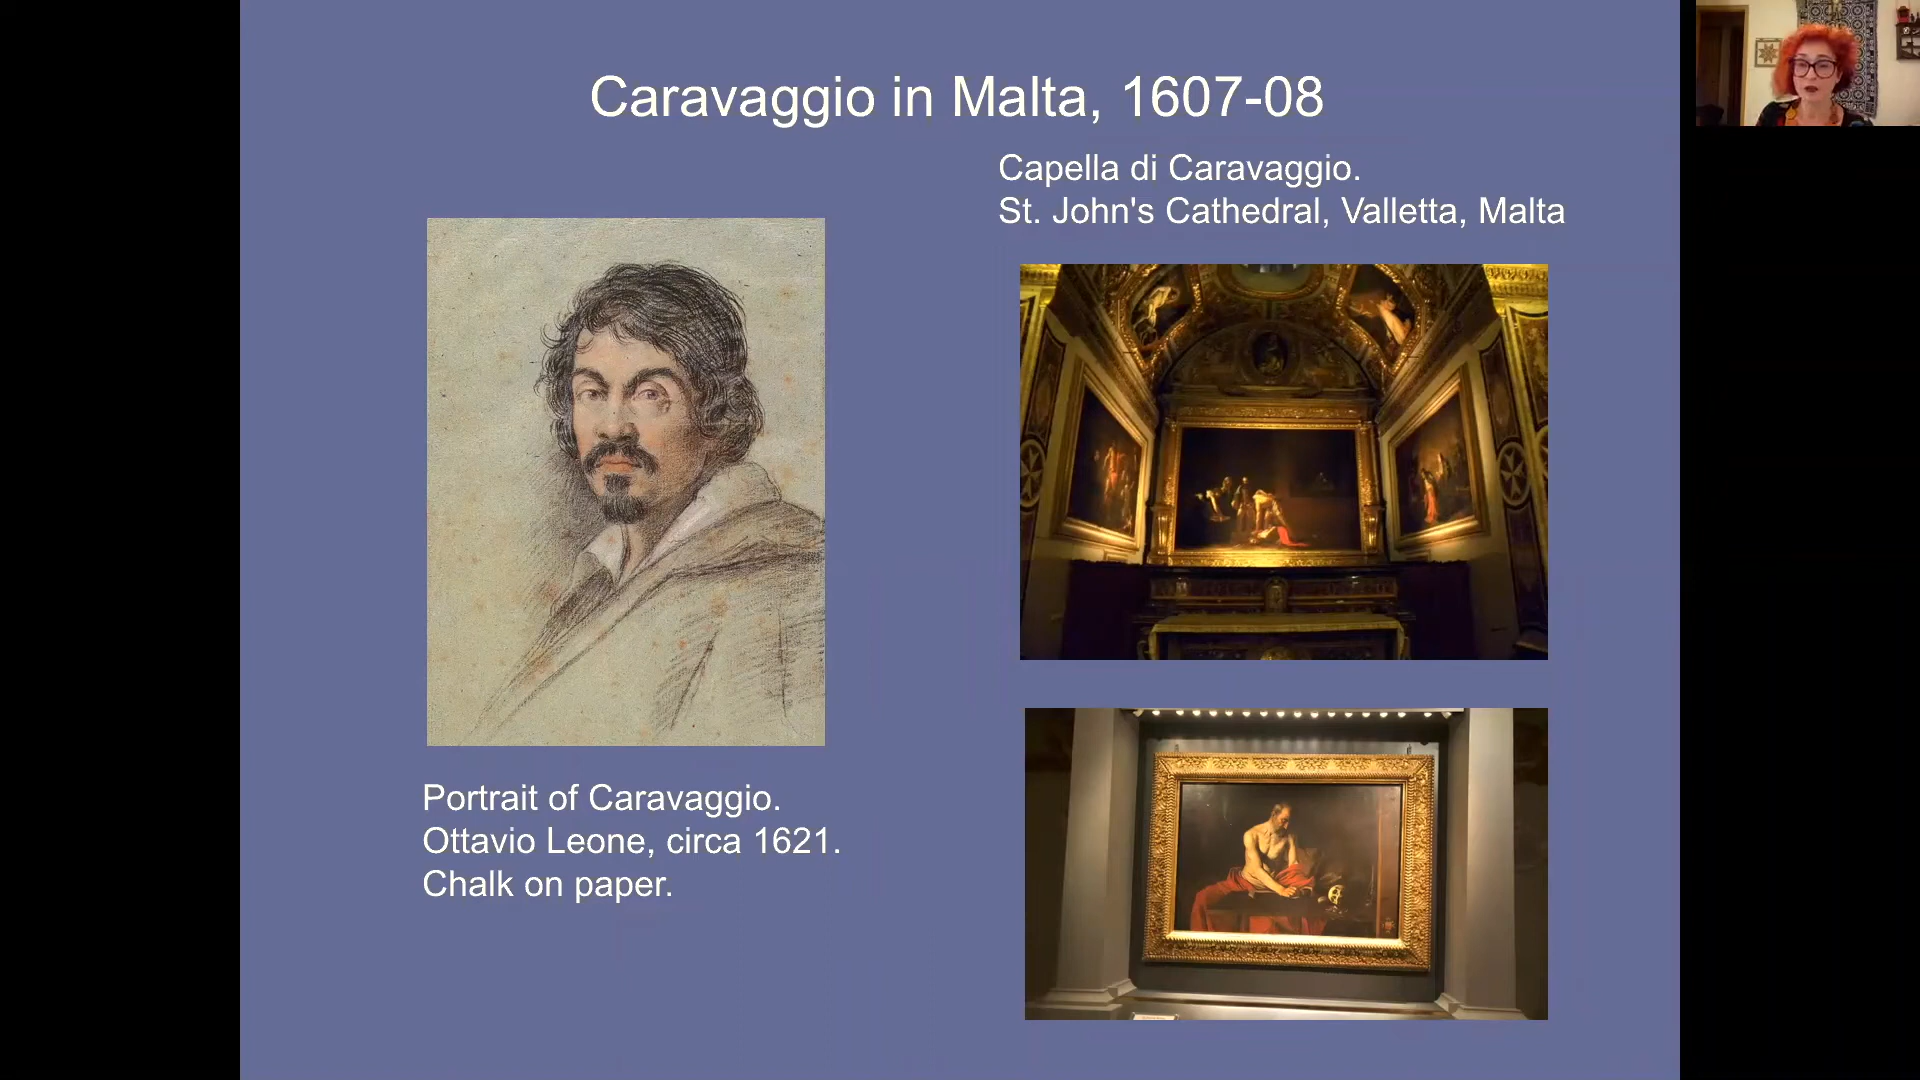 Caravaggio in Malta, 1607-08
Capella di Caravaggio.
St. John's Cathedral, Valletta, Malta
Portrait of Caravaggio.
Ottavio Leone, circa 1621.
Chalk on paper.